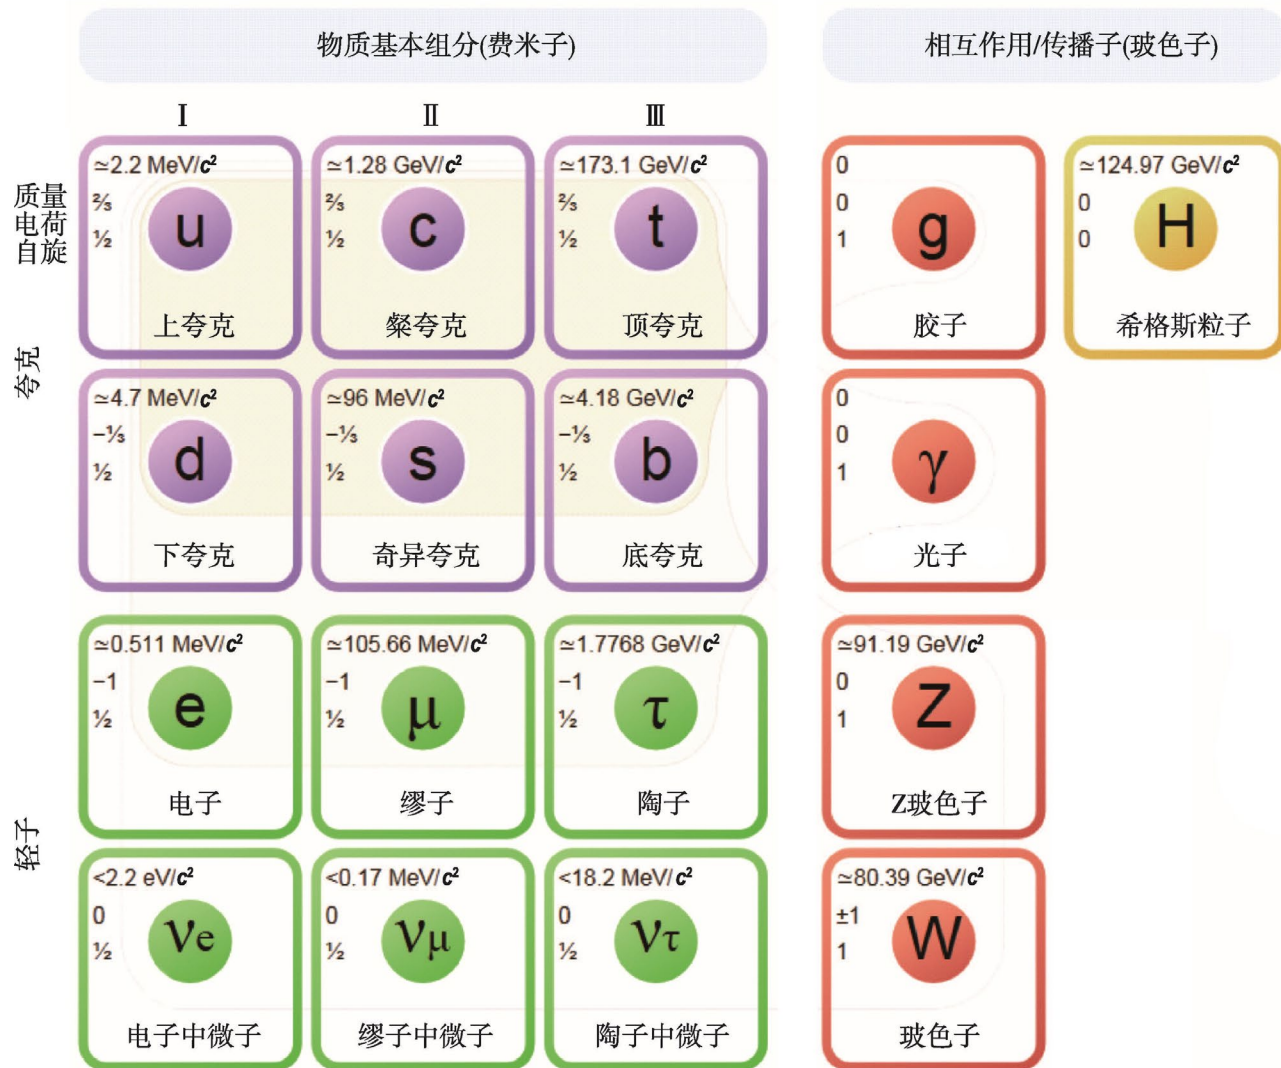 物质基本组分(费米子)
相互作用/传播子(玻色子)
Ⅰ
Ⅱ
Ⅲ
质量
电荷
自旋
夸克
轻子
≃2.2 MeV/c²
⅔
½
u
上夸克
≃1.28 GeV/c²
⅔
½
c
粲夸克
≃173.1 GeV/c²
⅔
½
t
顶夸克
0
0
1
g
胶子
≃124.97 GeV/c²
0
0
H
希格斯粒子
≃4.7 MeV/c²
−⅓
½
d
下夸克
≃96 MeV/c²
−⅓
½
s
奇异夸克
≃4.18 GeV/c²
−⅓
½
b
底夸克
0
0
1
γ
光子
≃0.511 MeV/c²
−1
½
e
电子
≃105.66 MeV/c²
−1
½
μ
缪子
≃1.7768 GeV/c²
−1
½
τ
陶子
≃91.19 GeV/c²
0
1
Z
Z玻色子
<2.2 eV/c²
0
½
νe
电子中微子
<0.17 MeV/c²
0
½
νμ
缪子中微子
<18.2 MeV/c²
0
½
ντ
陶子中微子
≃80.39 GeV/c²
±1
1
W
玻色子